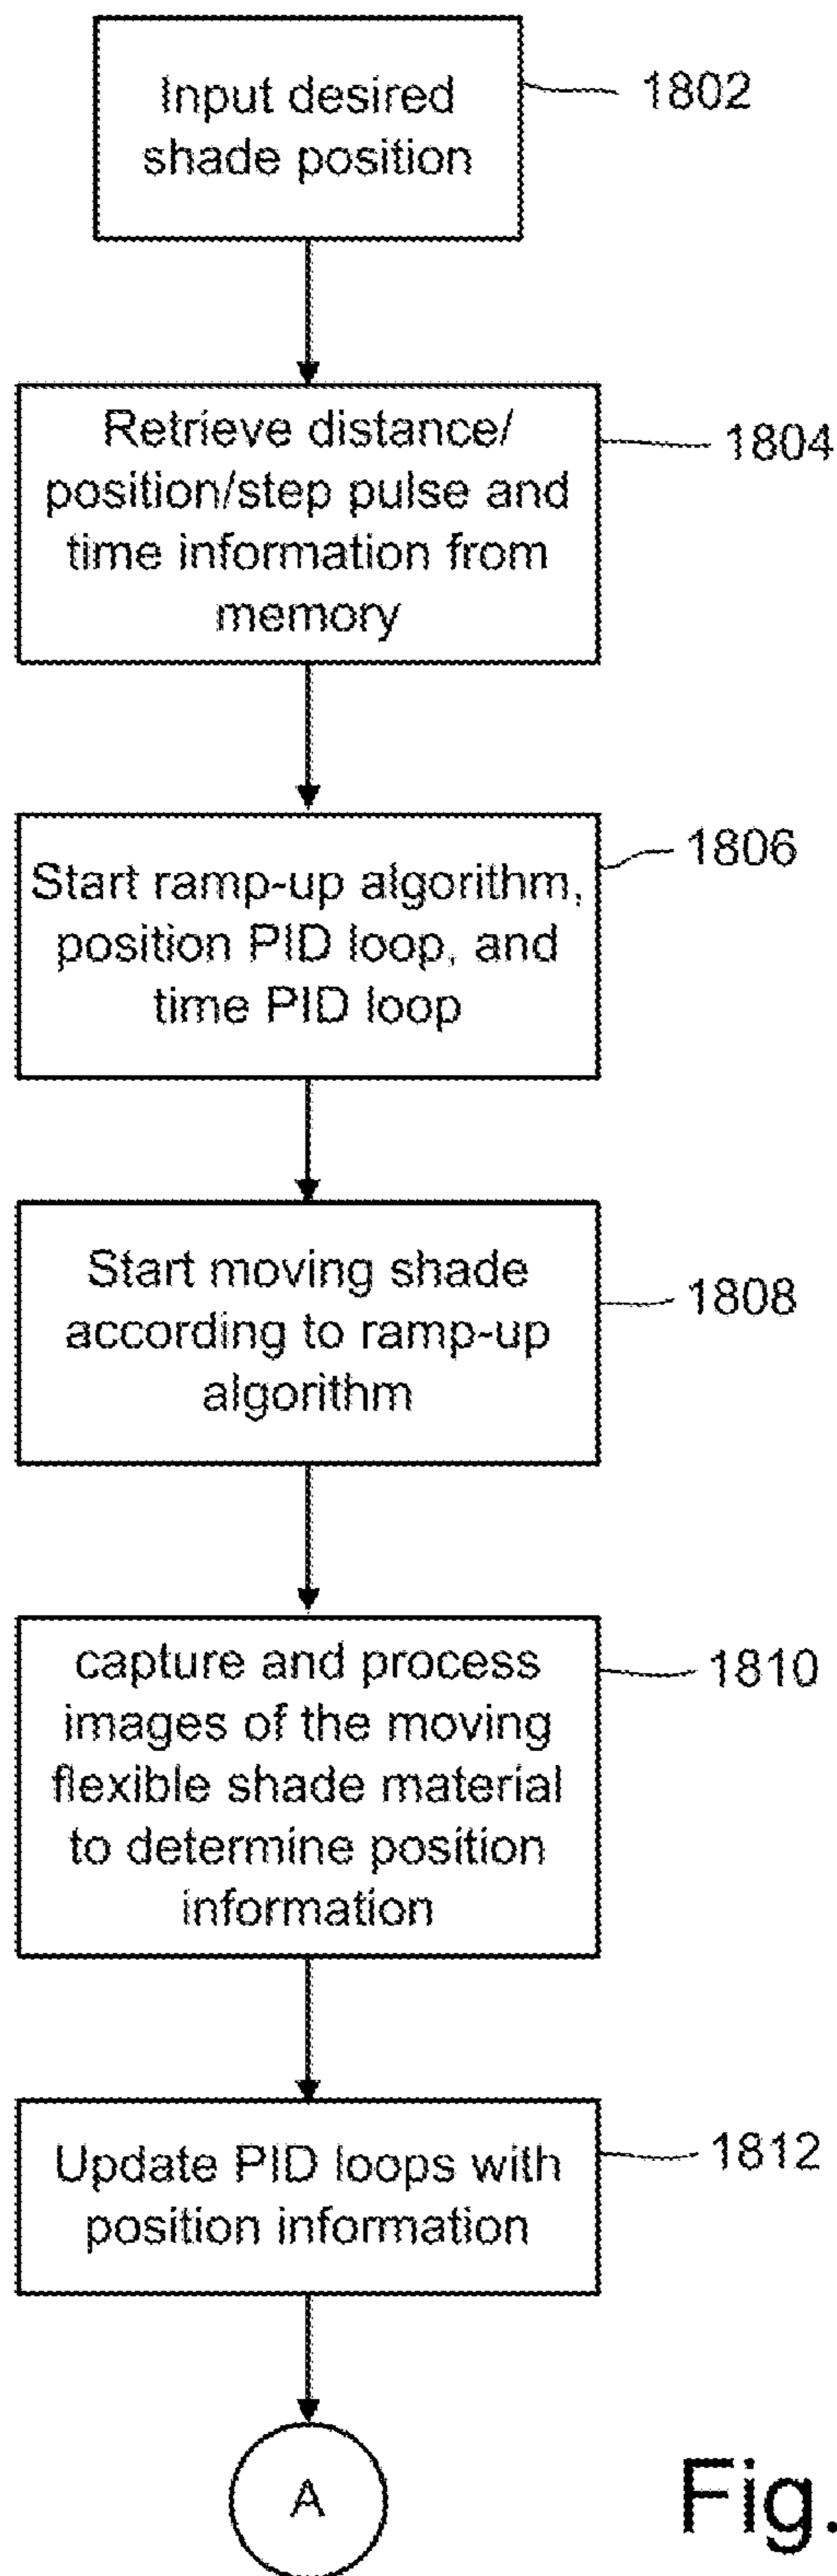 Input desired
shade position
1802
Retrieve distance/
position/step pulse and
time information from
memory
1804
Start ramp-up algorithm,
position PID loop, and
time PID loop
1806
Start moving shade
according to ramp-up
algorithm
1808
capture and process
images of the moving
flexible shade material
to determine position
information
1810
Update PID loops with
position information
1812
A
Fig.